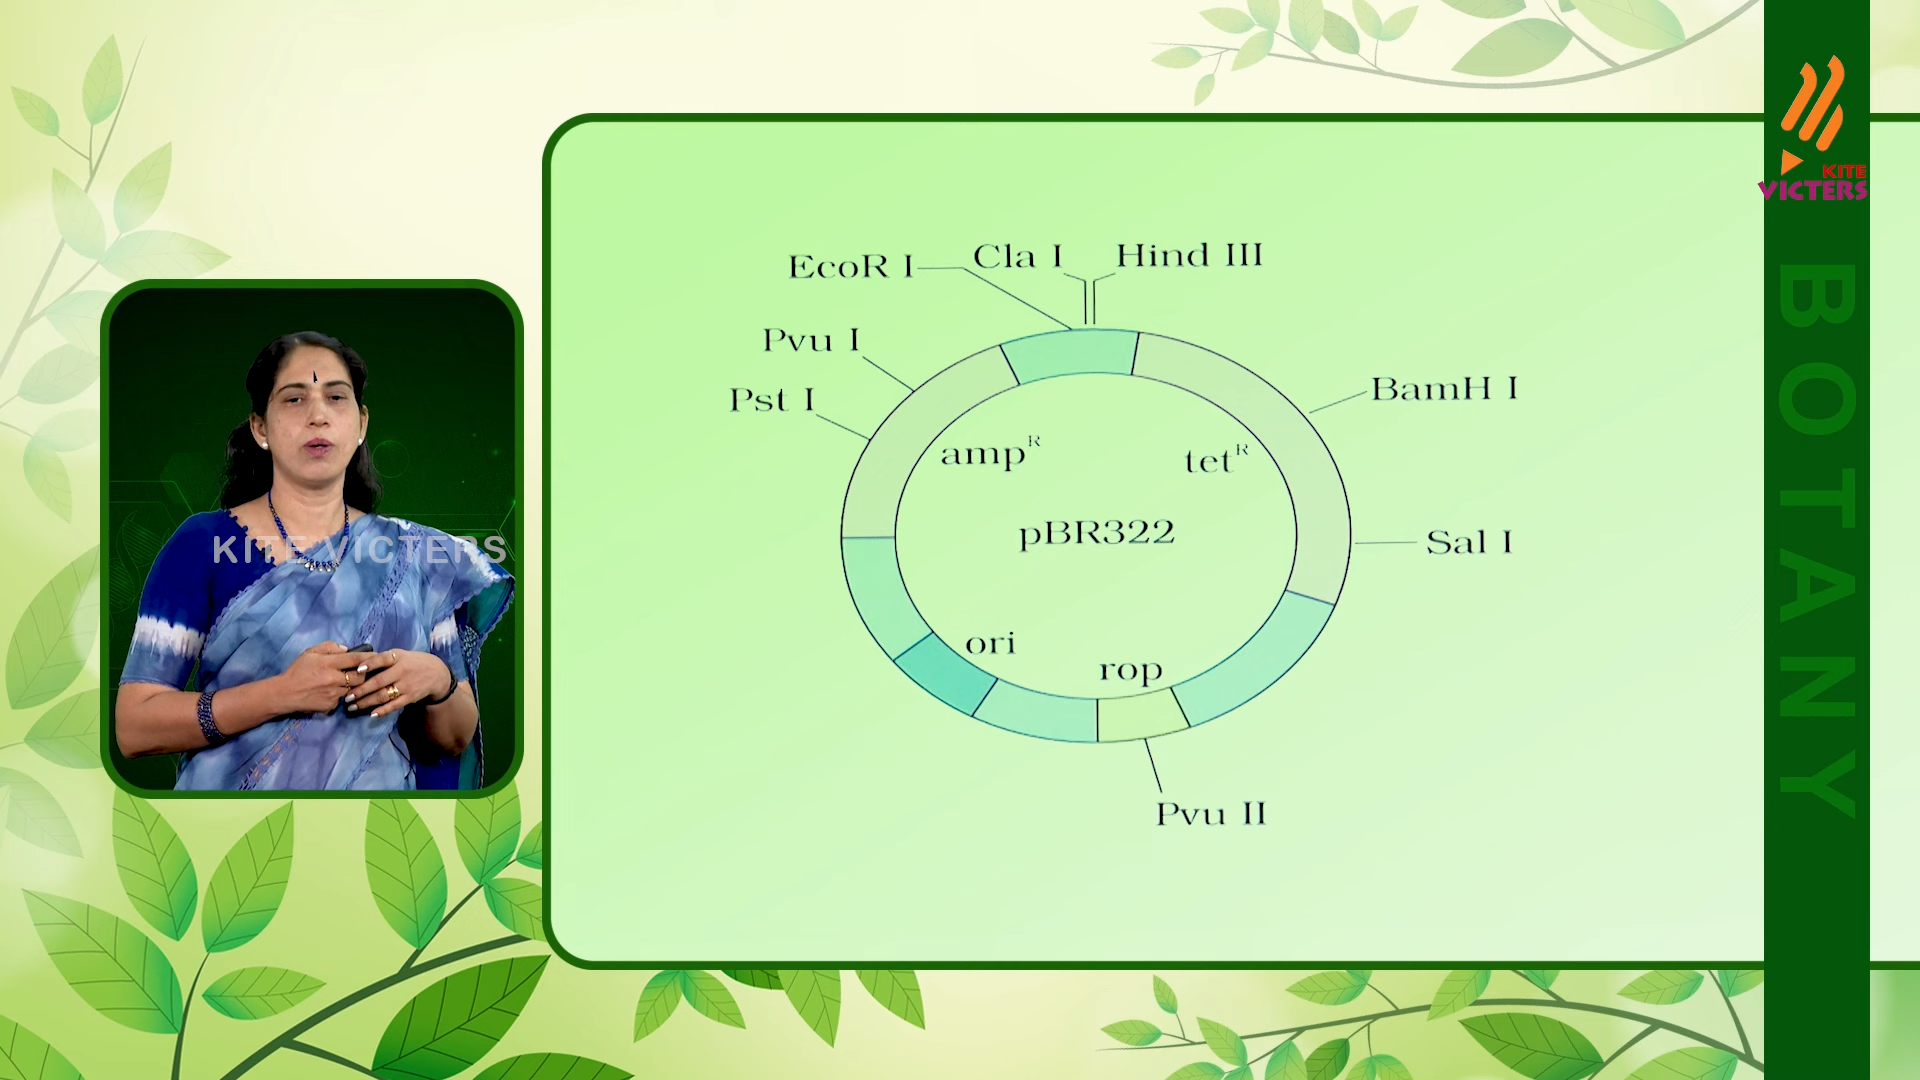 KITE
VICTERS
BOTANY
EcoR I
Cla I
Hind III
Pvu I
Pst I
BamH I
amp^R
tet^R
pBR322
Sal I
ori
rop
Pvu II
KITE VICTERS